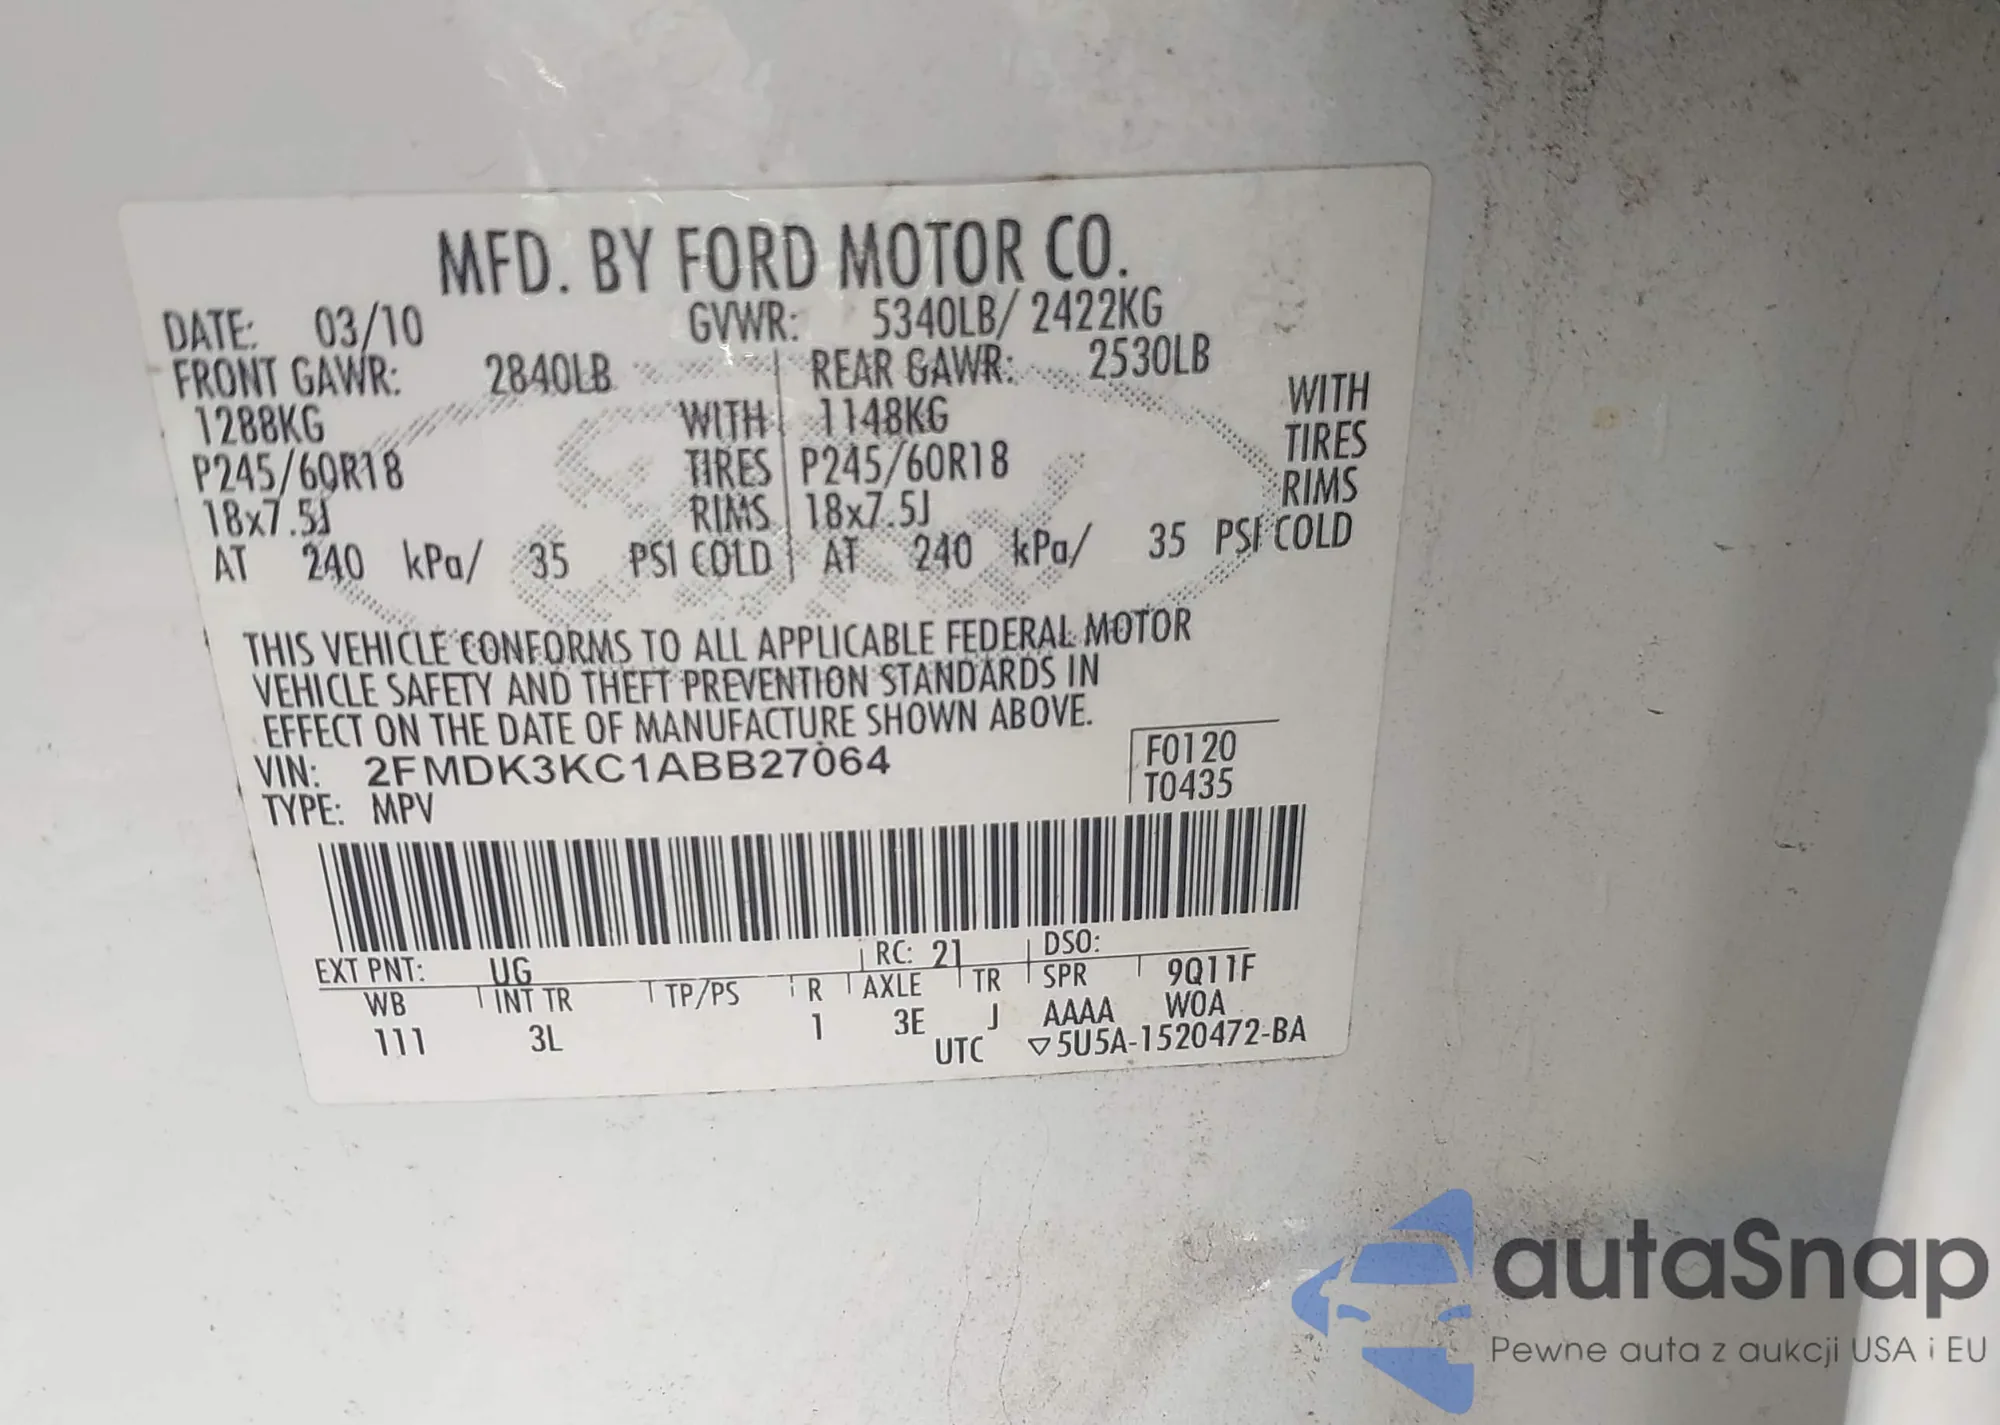 MFD. BY FORD MOTOR CO.
DATE: 03/10 GVWR: 5340LB/ 2422KG
FRONT GAWR: 2840LB REAR GAWR: 2530LB
1288KG WITH 1148KG WITH
P245/60R18 TIRES P245/60R18 TIRES
18x7.5J RIMS 18x7.5J RIMS
AT 240 kPa/ 35 PSI COLD AT 240 kPa/ 35 PSI COLD
THIS VEHICLE CONFORMS TO ALL APPLICABLE FEDERAL MOTOR
VEHICLE SAFETY AND THEFT PREVENTION STANDARDS IN
EFFECT ON THE DATE OF MANUFACTURE SHOWN ABOVE.
VIN: 2FMDK3KC1ABB27064 F0120
TYPE: MPV T0435
EXT PNT: UG RC: 21 DSO:
WB INT TR TP/PS R AXLE TR SPR 9Q11F
111 3L 1 3E J AAAA W0A
UTC ▽5U5A-1520472-BA
autaSnap
Pewne auta z aukcji USA i EU